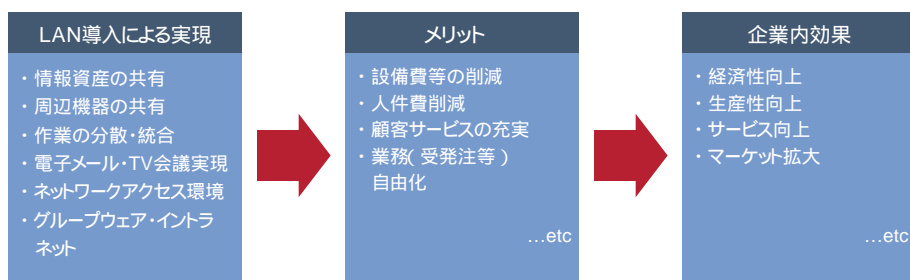 LAN導入による実現
・情報資産の共有
・周辺機器の共有
・作業の分散・統合
・電子メール・TV会議実現
・ネットワークアクセス環境
・グループウェア・イントラ
ネット
メリット
・設備費等の削減
・人件費削減
・顧客サービスの充実
・業務(受発注等)
自由化
…etc
企業内効果
・経済性向上
・生産性向上
・サービス向上
・マーケット拡大
…etc